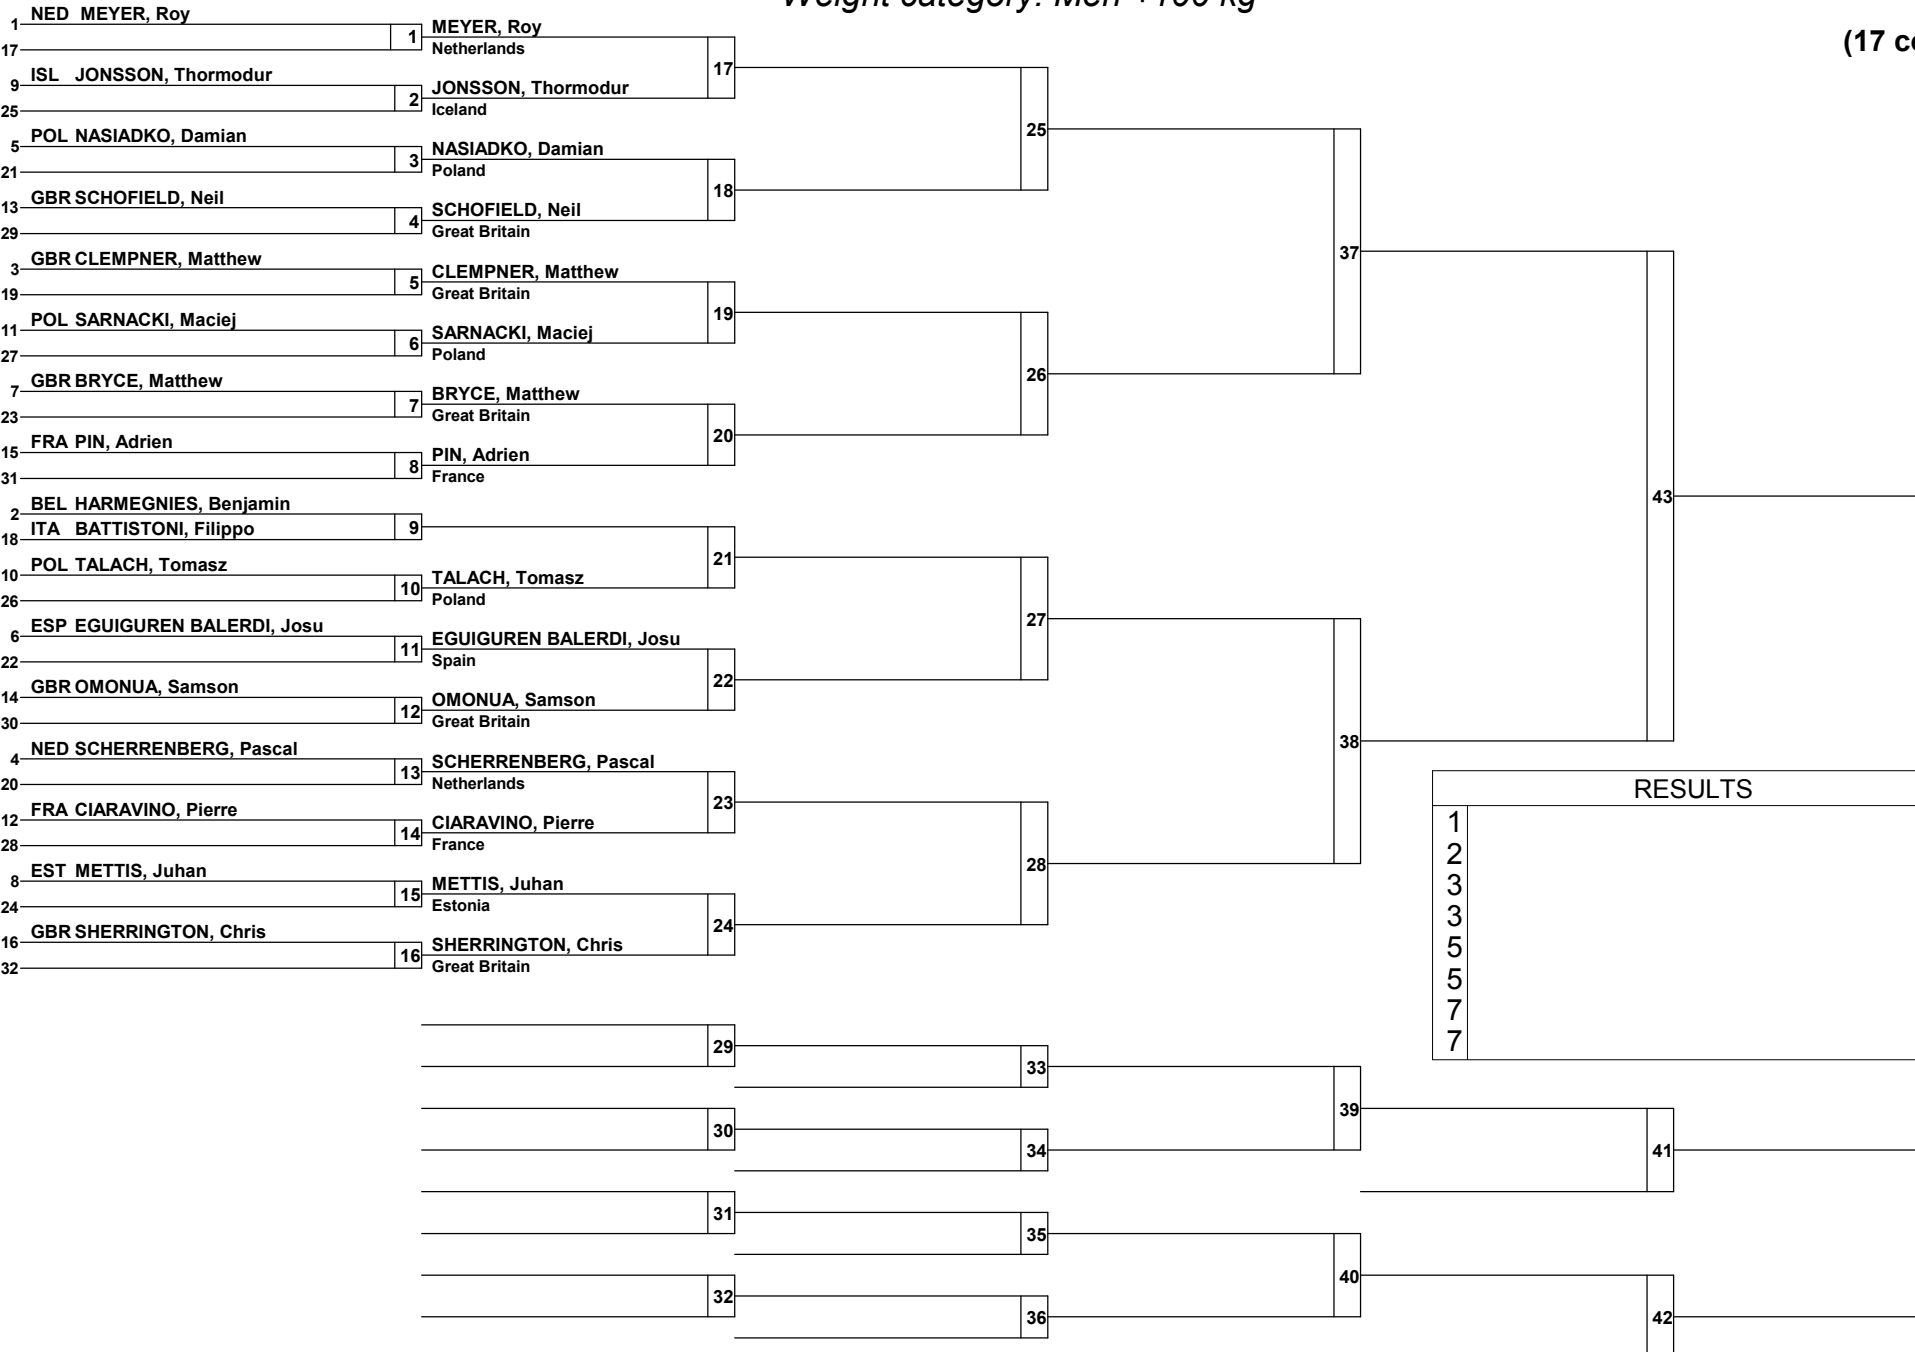 Weight category: Men +100 kg
(17
1 NED MEYER, Roy
17
1
MEYER, Roy
Netherlands
9 ISL JONSSON, Thormodur
25
2
JONSSON, Thormodur
Iceland
17
5 POL NASIADKO, Damian
21
3
NASIADKO, Damian
Poland
13 GBR SCHOFIELD, Neil
29
4
SCHOFIELD, Neil
Great Britain
18
25
3 GBR CLEMPNER, Matthew
19
5
CLEMPNER, Matthew
Great Britain
11 POL SARNACKI, Maciej
27
6
SARNACKI, Maciej
Poland
19
7 GBR BRYCE, Matthew
23
7
BRYCE, Matthew
Great Britain
15 FRA PIN, Adrien
31
8
PIN, Adrien
France
20
26
37
2 BEL HARMEGNIES, Benjamin
18 ITA BATTISTONI, Filippo
9
10 POL TALACH, Tomasz
26
10
TALACH, Tomasz
Poland
21
6 ESP EGUIGUREN BALERDI, Josu
22
11
EGUIGUREN BALERDI, Josu
Spain
14 GBR OMONUA, Samson
30
12
OMONUA, Samson
Great Britain
22
27
4 NED SCHERRENBERG, Pascal
20
13
SCHERRENBERG, Pascal
Netherlands
12 FRA CIARAVINO, Pierre
28
14
CIARAVINO, Pierre
France
23
8 EST METTIS, Juhan
24
15
METTIS, Juhan
Estonia
16 GBR SHERRINGTON, Chris
32
16
SHERRINGTON, Chris
Great Britain
24
28
38
43
RESULTS
1
2
3
3
5
5
7
7
29
33
30
34
39
41
31
35
32
36
40
42